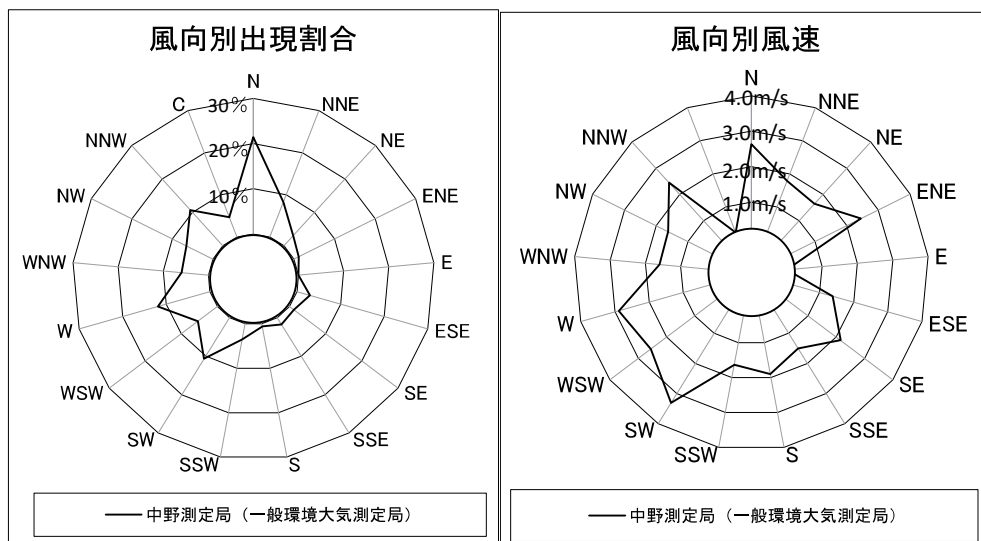 風向別出現割合
N
NNE
NE
ENE
E
ESE
SE
SSE
S
SSW
SW
WSW
W
WNW
NW
NNW
C
30%
20%
10%
中野測定局（一般環境大気測定局）
風向別風速
N
NNE
NE
ENE
E
ESE
SE
SSE
S
SSW
SW
WSW
W
WNW
NW
NNW
4.0m/s
3.0m/s
2.0m/s
1.0m/s
中野測定局（一般環境大気測定局）